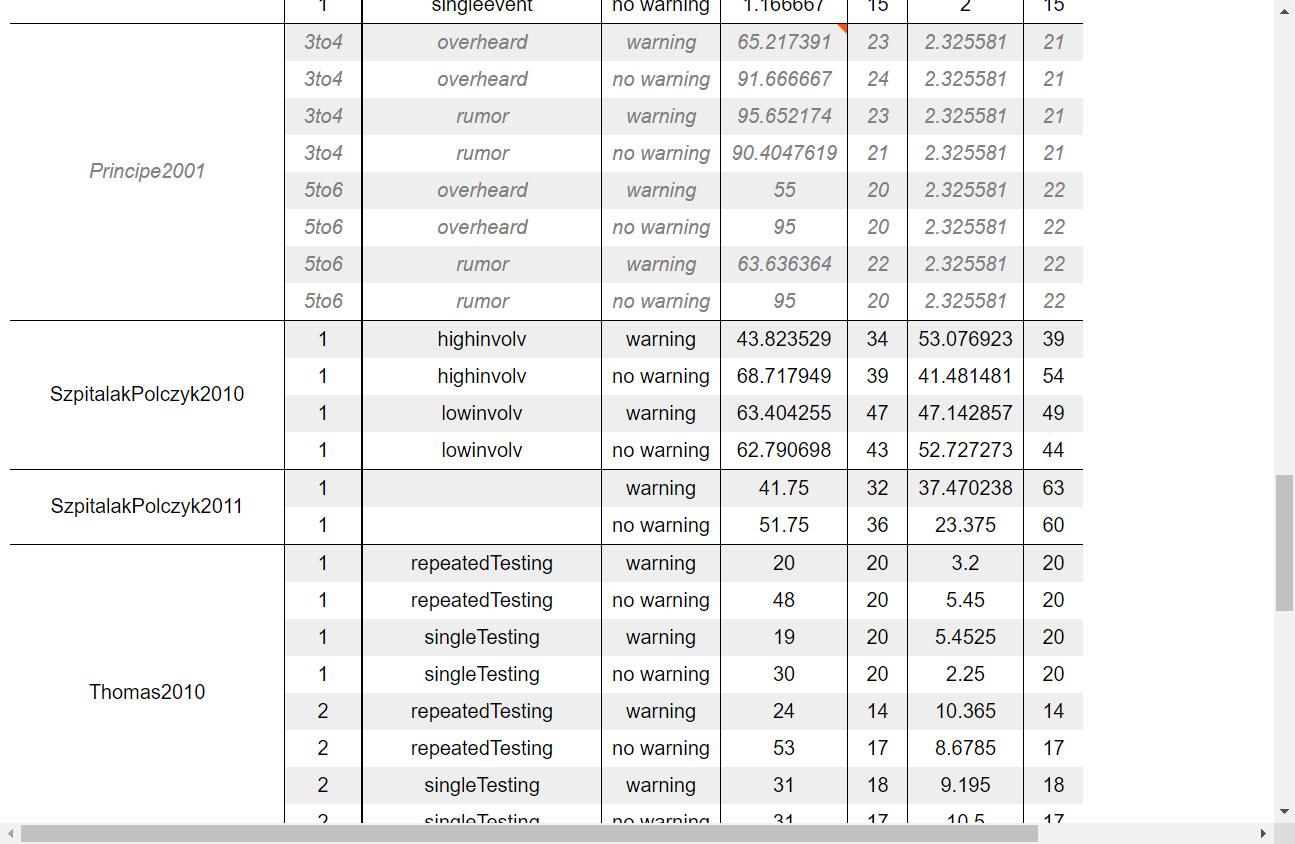 1 singleevent no warning 1.166667 15 2 15
3to4 overheard warning 65.217391 23 2.325581 21
3to4 overheard no warning 91.666667 24 2.325581 21
3to4 rumor warning 95.652174 23 2.325581 21
3to4 rumor no warning 90.4047619 21 2.325581 21
Principe2001
5to6 overheard warning 55 20 2.325581 22
5to6 overheard no warning 95 20 2.325581 22
5to6 rumor warning 63.636364 22 2.325581 22
5to6 rumor no warning 95 20 2.325581 22
1 highinvolv warning 43.823529 34 53.076923 39
1 highinvolv no warning 68.717949 39 41.481481 54
SzpitalakPolczyk2010
1 lowinvolv warning 63.404255 47 47.142857 49
1 lowinvolv no warning 62.790698 43 52.727273 44
1 warning 41.75 32 37.470238 63
SzpitalakPolczyk2011
1 no warning 51.75 36 23.375 60
1 repeatedTesting warning 20 20 3.2 20
1 repeatedTesting no warning 48 20 5.45 20
1 singleTesting warning 19 20 5.4525 20
1 singleTesting no warning 30 20 2.25 20
Thomas2010
2 repeatedTesting warning 24 14 10.365 14
2 repeatedTesting no warning 53 17 8.6785 17
2 singleTesting warning 31 18 9.195 18
2 singleTesting no warning 31 17 10.5 17